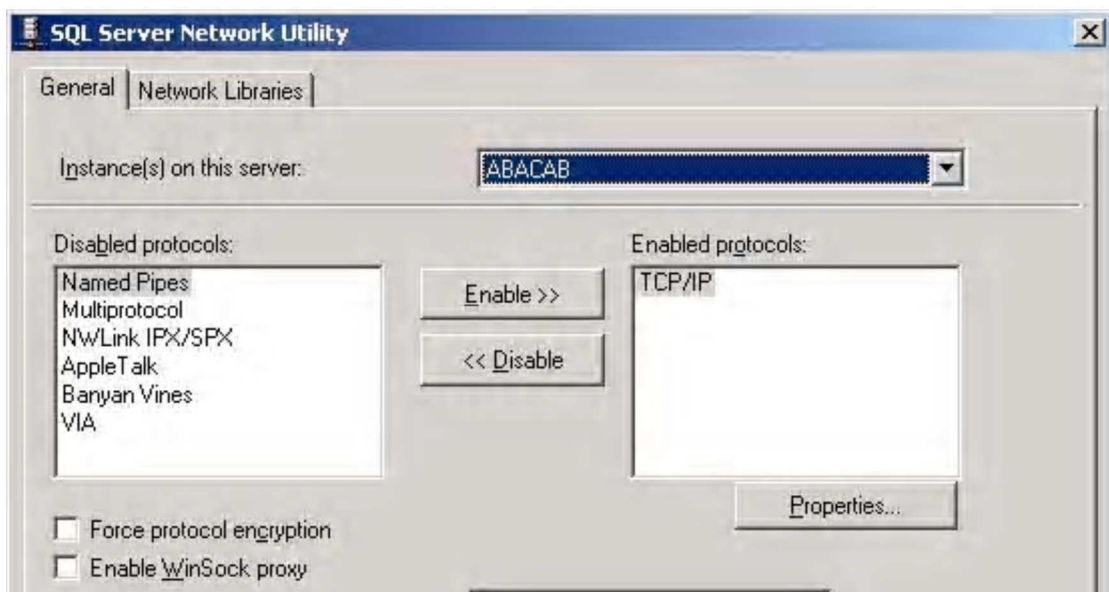 SQL Server Network Utility
General
Network Libraries
Instance(s) on this server:
ABACAB
Disabled protocols:
Enabled protocols:
Named Pipes
Multiprotocol
NWLink IPX/SPX
AppleTalk
Banyan Vines
VIA
Enable >>
<< Disable
TCP/IP
Properties...
Force protocol encryption
Enable WinSock proxy